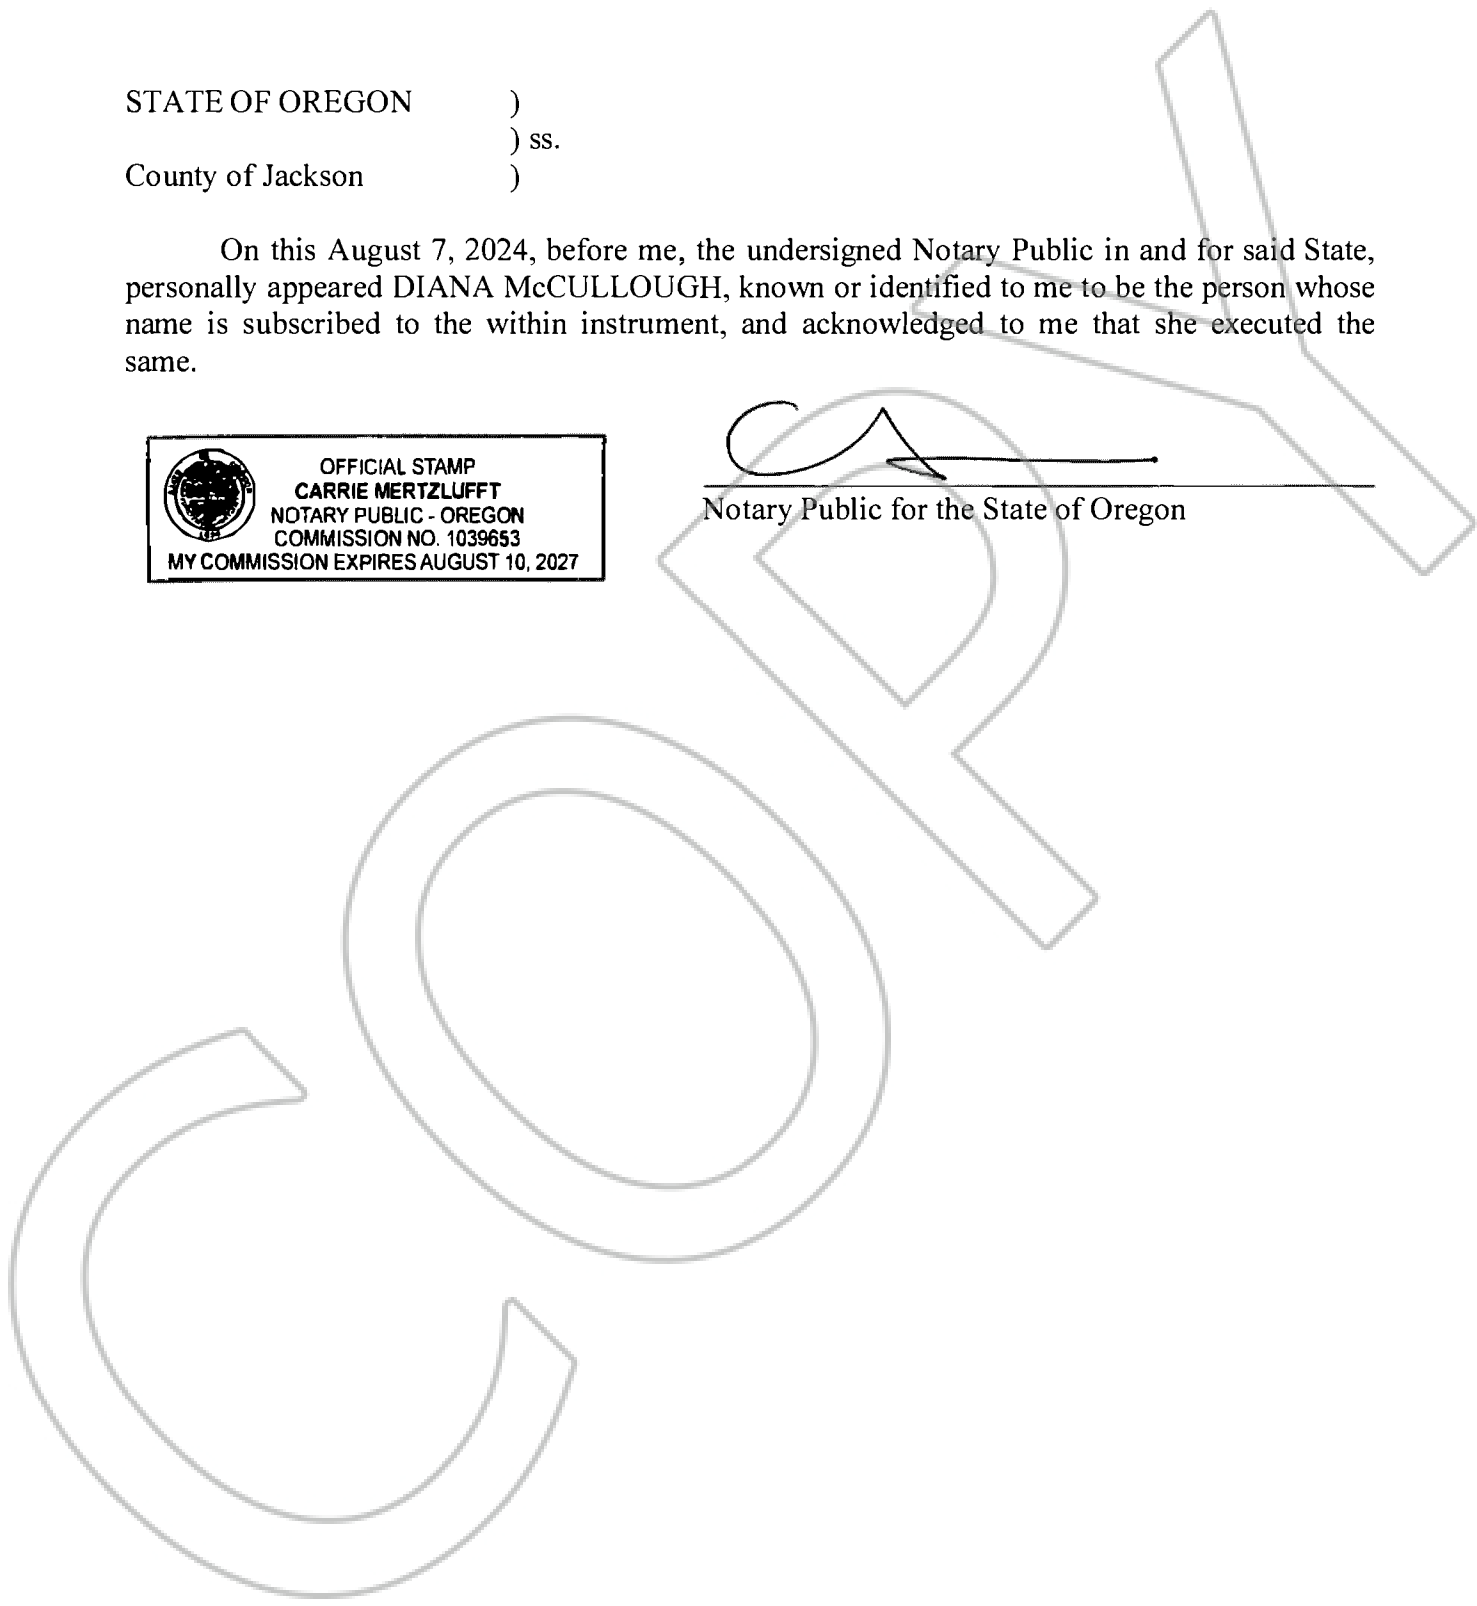 STATE OF OREGON )
) ss.
County of Jackson )
On this August 7, 2024, before me, the undersigned Notary Public in and for said State,
personally appeared DIANA McCULLOUGH, known or identified to me to be the person whose
name is subscribed to the within instrument, and acknowledged to me that she executed the
same.
OFFICIAL STAMP
CARRIE MERTZLUFFT
NOTARY PUBLIC - OREGON
COMMISSION NO. 1039653
MY COMMISSION EXPIRES AUGUST 10, 2027
Notary Public for the State of Oregon
COPY